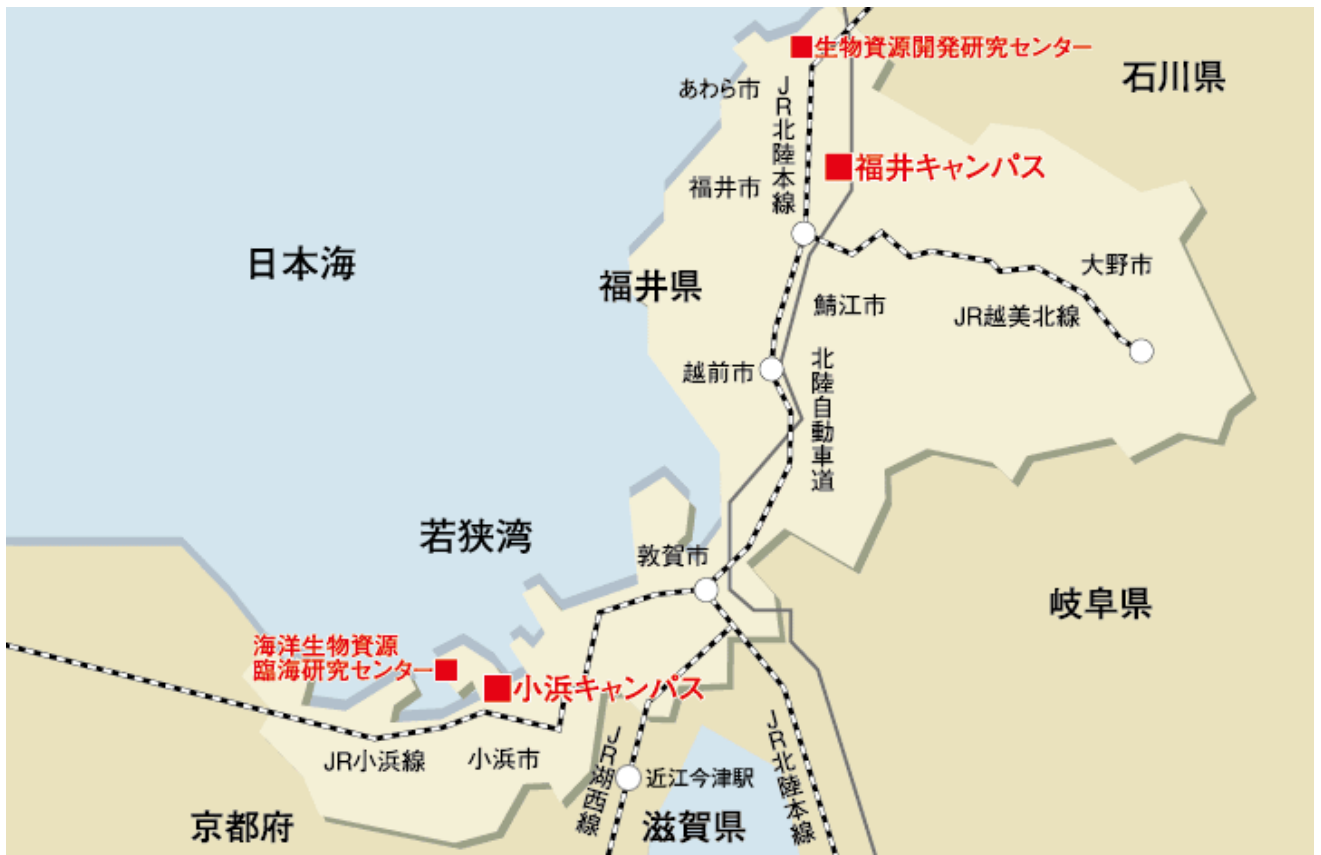 生物資源開発研究センター
石川県
あわら市
JR北陸本線
福井キャンパス
福井市
日本海
福井県
大野市
鯖江市
JR越美北線
越前市
北陸自動車道
若狭湾
敦賀市
岐阜県
海洋生物資源
臨海研究センター
小浜キャンパス
JR小浜線
小浜市
JR湖西線
近江今津駅
JR北陸本線
京都府
滋賀県